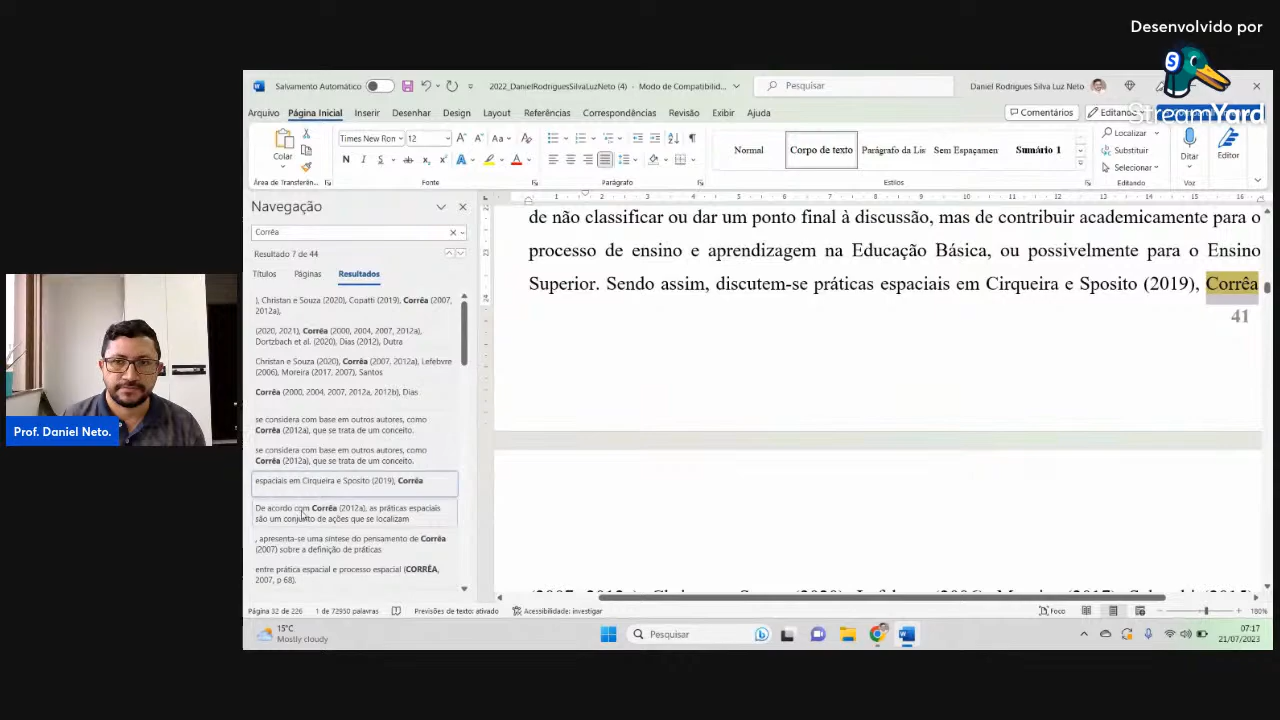 Desenvolvido por
StreamYard
Salvamento Automático
2022_DanielRodriguesSilvaLuzNeto (4) - Modo de Compatibilid...
Pesquisar
Daniel Rodrigues Silva Luz Neto
Arquivo Página Inicial Inserir Desenhar Design Layout Referências Correspondências Revisão Exibir Ajuda
Comentários
Editando
Colar
Times New Ron
12
Normal
Corpo de texto
Parágrafo da Lis
Sem Espaçamen
Sumário 1
Localizar
Substituir
Selecionar
Ditar
Editor
Área de Transferên...
Fonte
Parágrafo
Estilos
Editando
Voz
Navegação
Corrêa
Resultado 7 de 44
Títulos Páginas Resultados
), Christan e Souza (2020), Copatti (2019), Corrêa (2007,
2012a),
(2020, 2021), Corrêa (2000, 2004, 2007, 2012a),
Dortzbach et al. (2020), Dias (2012), Dutra
Christan e Souza (2020), Corrêa (2007, 2012a), Lefebvre
(2006), Moreira (2017, 2007), Santos
Corrêa (2000, 2004, 2007, 2012a, 2012b), Dias
se considera com base em outros autores, como
Corrêa (2012a), que se trata de um conceito.
se considera com base em outros autores, como
Corrêa (2012a), que se trata de um conceito.
espaciais em Cirqueira e Sposito (2019), Corrêa
De acordo com Corrêa (2012a), as práticas espaciais
são um conjunto de ações que se localizam
, apresenta-se uma síntese do pensamento de Corrêa
(2007) sobre a definição de práticas
entre prática espacial e processo espacial (CORRÊA,
2007, p 68).
de não classificar ou dar um ponto final à discussão, mas de contribuir academicamente para o
processo de ensino e aprendizagem na Educação Básica, ou possivelmente para o Ensino
Superior. Sendo assim, discutem-se práticas espaciais em Cirqueira e Sposito (2019), Corrêa
41
Prof. Daniel Neto.
Página 32 de 226
1 de 72950 palavras
Previsões de texto: ativado
Acessibilidade: investigar
Foco
180%
15°C
Mostly cloudy
Pesquisar
07:17
21/07/2023